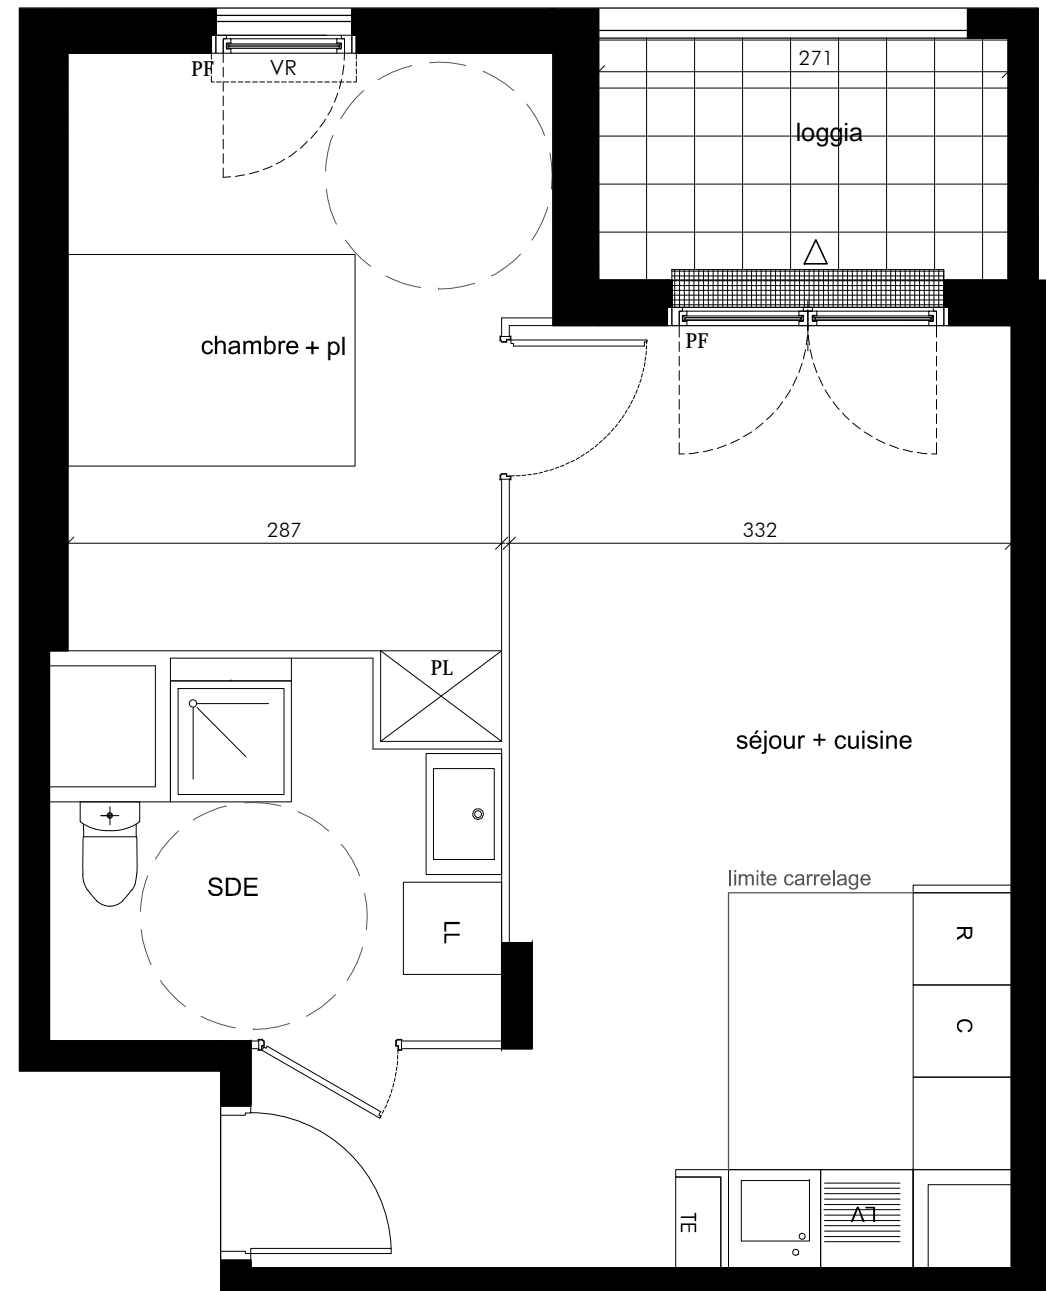 271
PF
VR
loggia
PF
chambre + pl
287
332
PL
séjour + cuisine
limite carrelage
SDE
LL
R
C
TE
LV